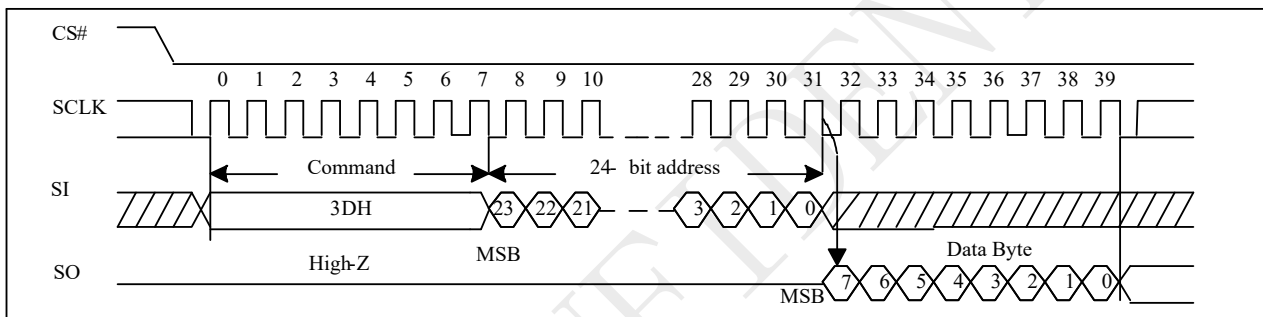 CS#
0 1 2 3 4 5 6 7 8 9 10 28 29 30 31 32 33 34 35 36 37 38 39
SCLK
Command 24- bit address
SI
3DH 23 22 21 3 2 1 0
High-Z MSB Data Byte
SO
MSB 7 6 5 4 3 2 1 0